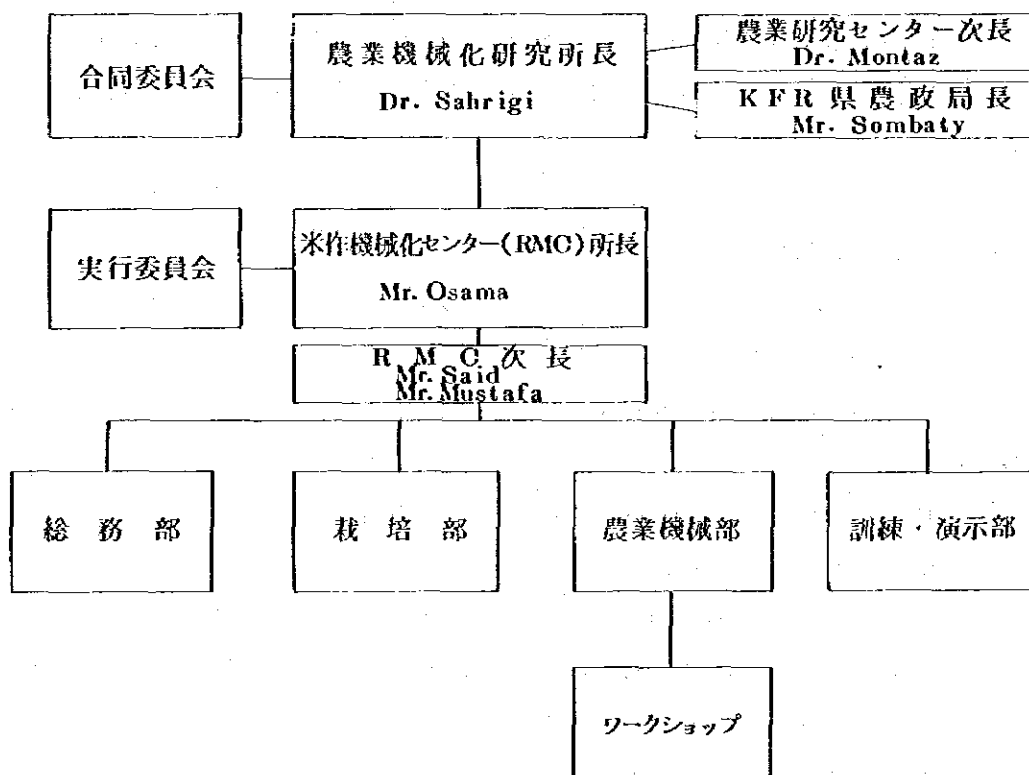 合同委員会
農業機械化研究所長
Dr. Sahrigi
農業研究センター次長
Dr. Montaz
KFR県農政局長
Mr. Sombaty
実行委員会
米作機械化センター(RMC)所長
Mr. Osama
RMC次長
Mr. Said
Mr. Mustafa
総務部
栽培部
農業機械部
訓練・演示部
ワークショップ